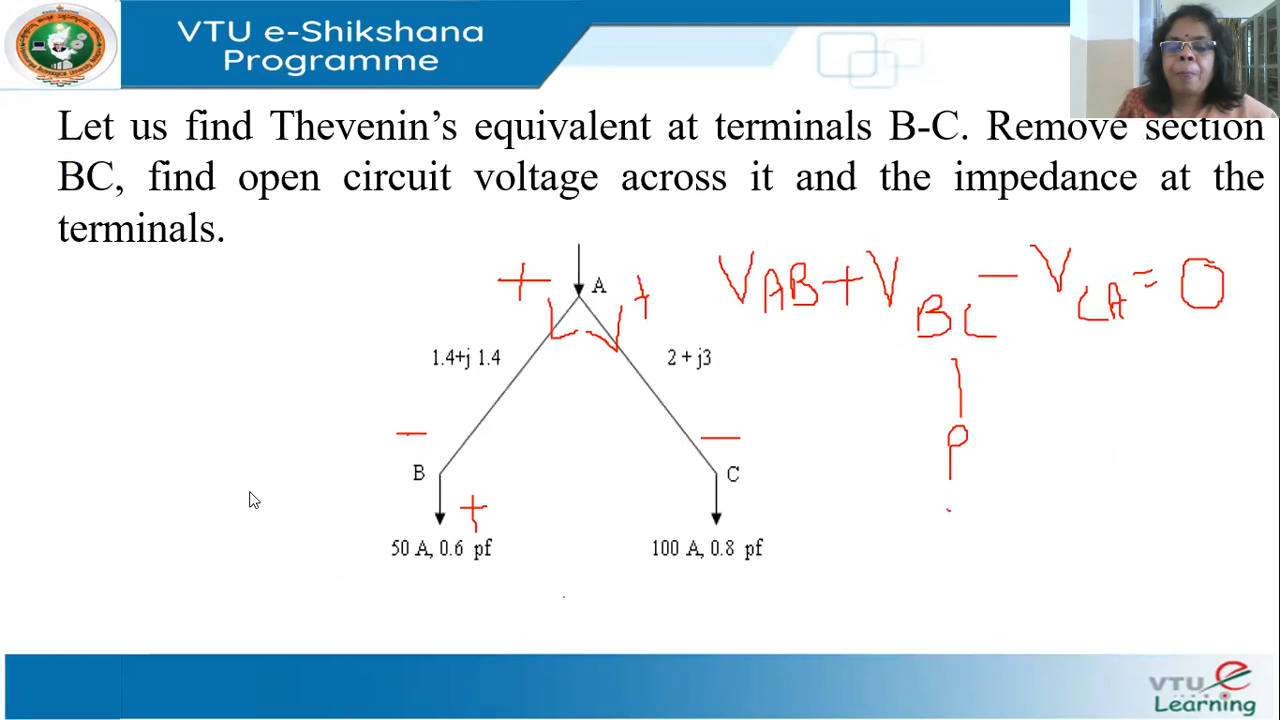 VTU e-Shikshana
Programme
Let us find Thevenin’s equivalent at terminals B-C. Remove section
BC, find open circuit voltage across it and the impedance at the
terminals.
A
+ +
VAB + VBC - VCA = 0
1.4+j 1.4
2 + j3
B
C
+
50 A, 0.6 pf
100 A, 0.8 pf
VTU e
Learning